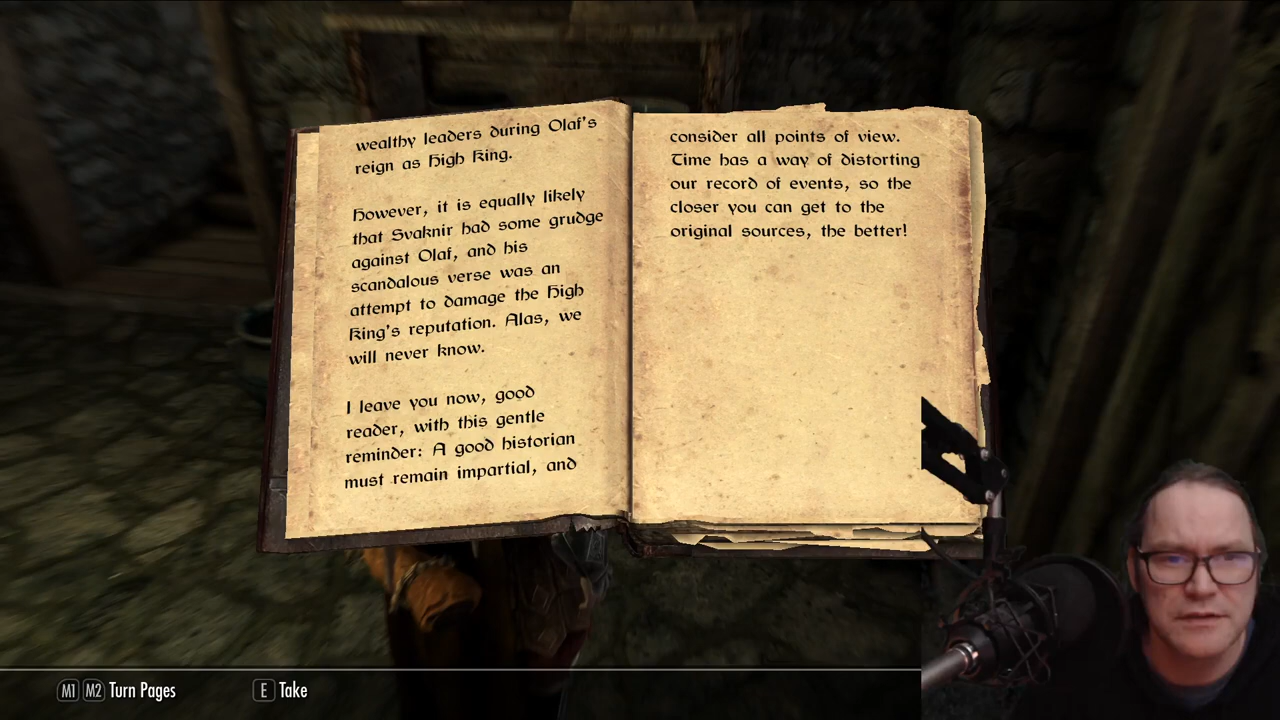 wealthy leaders during Olaf's
reign as High King.
However, it is equally likely
that Svaknir had some grudge
against Olaf, and his
scandalous verse was an
attempt to damage the High
King's reputation. Alas, we
will never know.
I leave you now, good
reader, with this gentle
reminder: A good historian
must remain impartial, and
consider all points of view.
Time has a way of distorting
our record of events, so the
closer you can get to the
original sources, the better!
M1 M2 Turn Pages
E Take